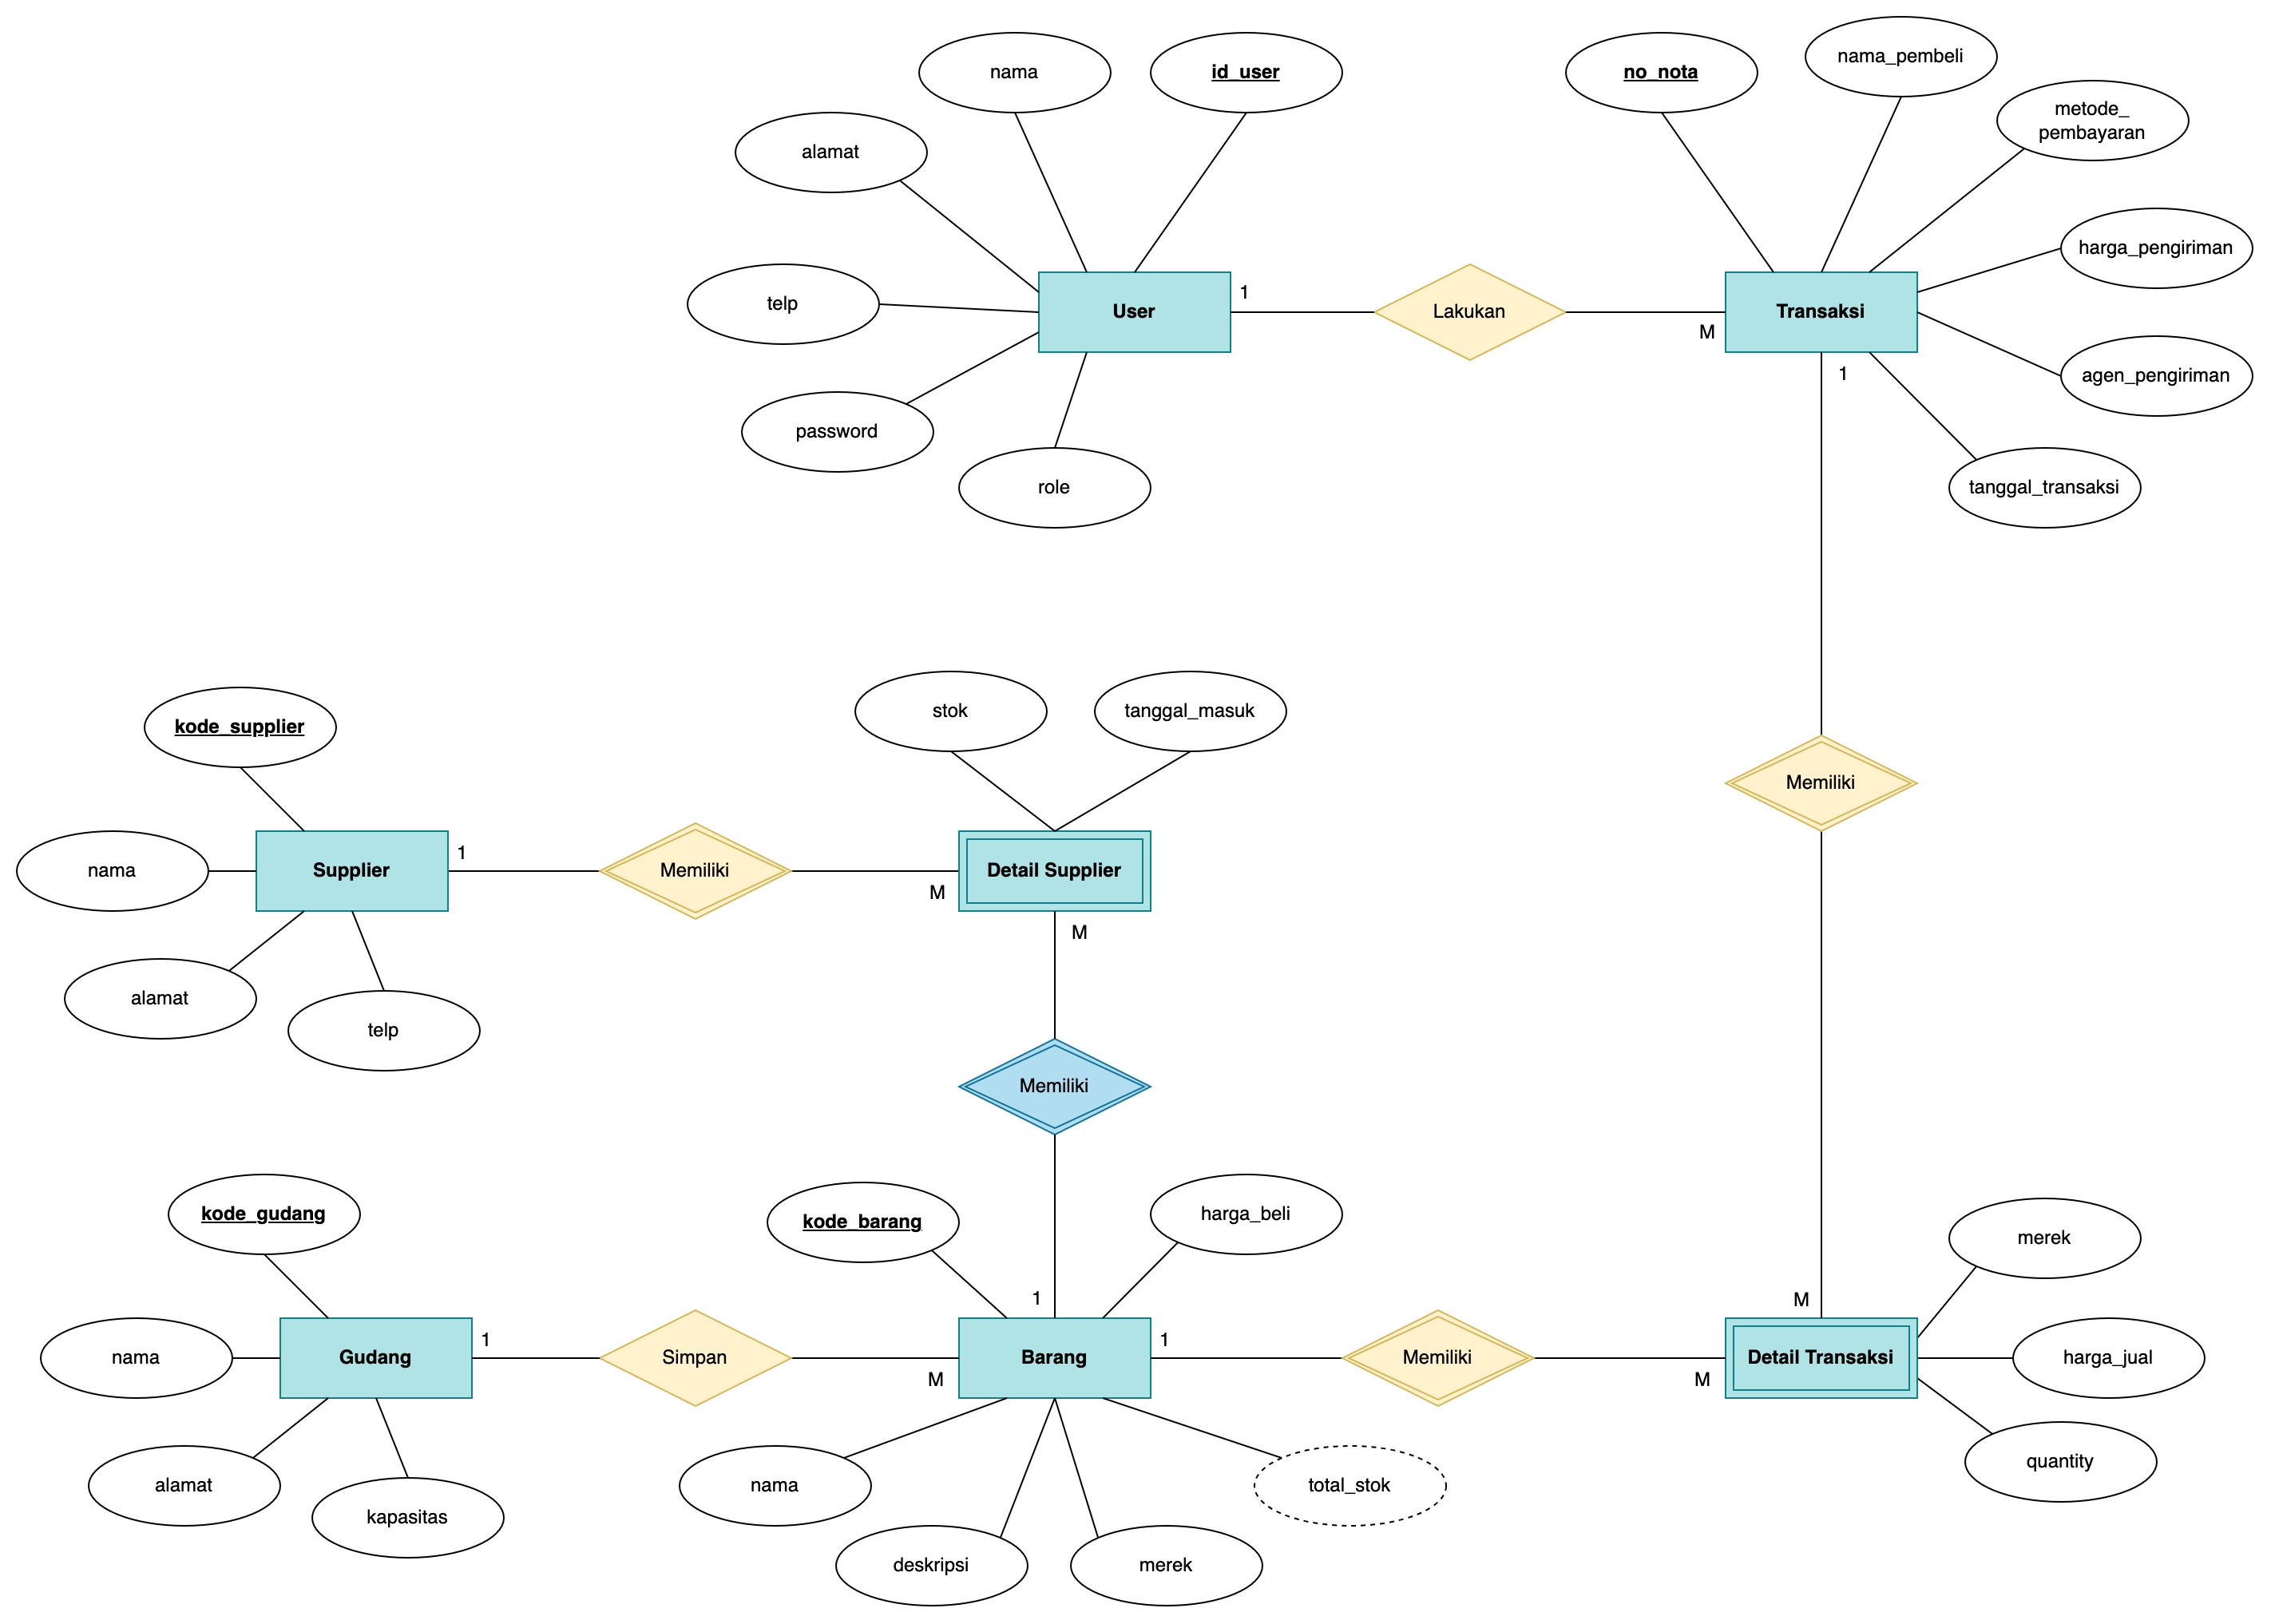 nama_pembeli
nama
id_user
no_nota
metode_
pembayaran
alamat
harga_pengiriman
telp
1
User
Lakukan
M
Transaksi
1
agen_pengiriman
password
role
tanggal_transaksi
kode_supplier
stok
tanggal_masuk
Memiliki
nama
Supplier
1
Memiliki
M
Detail Supplier
M
alamat
telp
Memiliki
kode_gudang
kode_barang
harga_beli
merek
1
M
nama
Gudang
1
Simpan
M
Barang
1
Memiliki
M
Detail Transaksi
harga_jual
alamat
kapasitas
nama
total_stok
quantity
deskripsi
merek